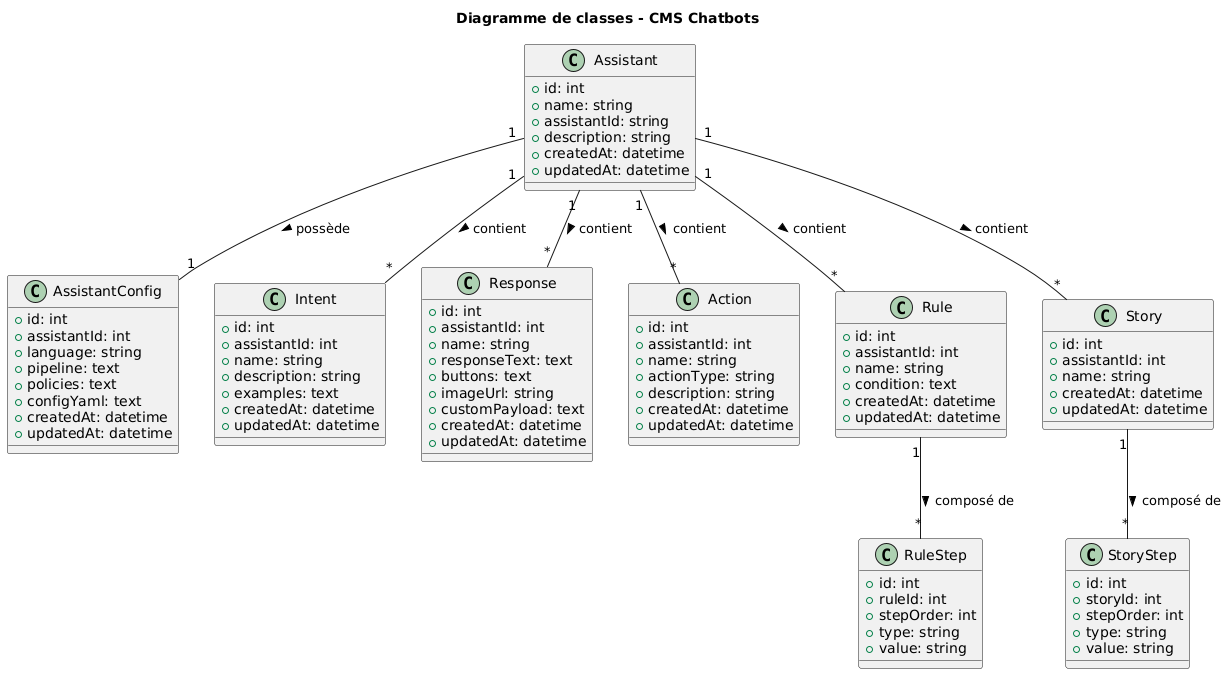 Diagramme de classes - CMS Chatbots
C Assistant
id: int
name: string
assistantId: string
description: string
createdAt: datetime
updatedAt: datetime
1
1
1
1
1
1
possède
contient
contient
contient
contient
contient
1
*
*
*
*
*
C AssistantConfig
id: int
assistantId: int
language: string
pipeline: text
policies: text
configYaml: text
createdAt: datetime
updatedAt: datetime
C Intent
id: int
assistantId: int
name: string
description: string
examples: text
createdAt: datetime
updatedAt: datetime
C Response
id: int
assistantId: int
name: string
responseText: text
buttons: text
imageUrl: string
customPayload: text
createdAt: datetime
updatedAt: datetime
C Action
id: int
assistantId: int
name: string
actionType: string
description: string
createdAt: datetime
updatedAt: datetime
C Rule
id: int
assistantId: int
name: string
condition: text
createdAt: datetime
updatedAt: datetime
C Story
id: int
assistantId: int
name: string
createdAt: datetime
updatedAt: datetime
1
composé de
*
1
composé de
*
C RuleStep
id: int
ruleId: int
stepOrder: int
type: string
value: string
C StoryStep
id: int
storyId: int
stepOrder: int
type: string
value: string